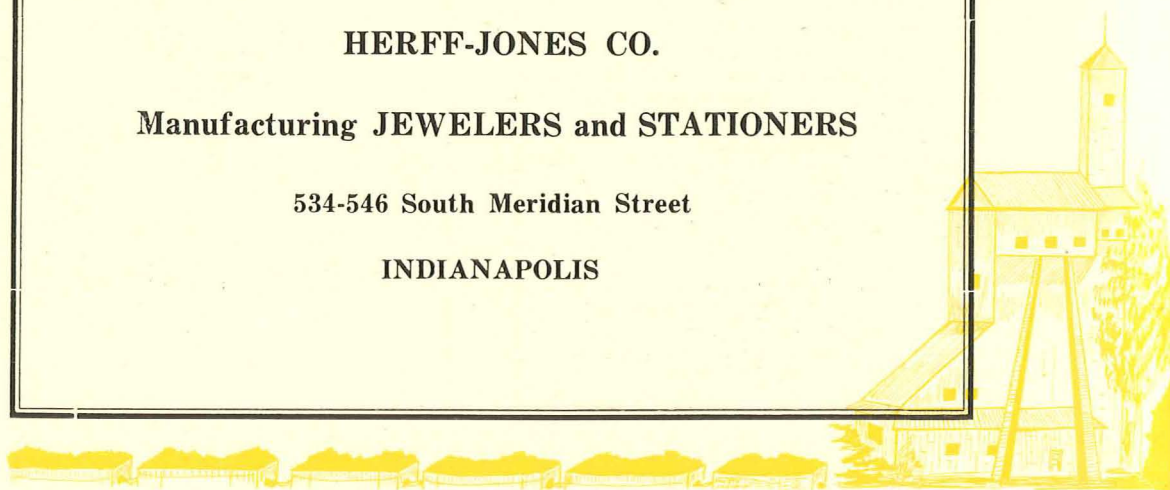 HERFF-JONES CO.
Manufacturing JEWELERS and STATIONERS
534-546 South Meridian Street
INDIANAPOLIS